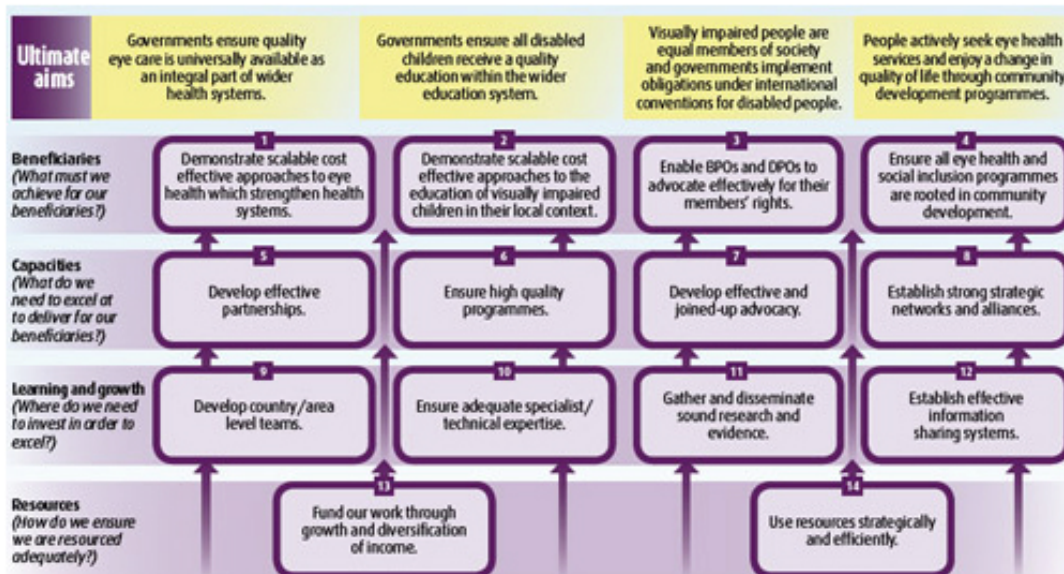 Ultimate
aims
Governments ensure quality
eye care is universally available as
an integral part of wider
health systems.
Governments ensure all disabled
children receive a quality
education within the wider
education system.
Visually impaired people are
equal members of society
and governments implement
obligations under international
conventions for disabled people.
People actively seek eye health
services and enjoy a change in
quality of life through community
development programmes.
Beneficiaries
(What must we
achieve for our
beneficiaries?)
1
Demonstrate scalable cost
effective approaches to eye
health which strengthen health
systems.
2
Demonstrate scalable cost
effective approaches to the
education of visually impaired
children in their local context.
3
Enable BPOs and DPOs to
advocate effectively for their
members' rights.
4
Ensure all eye health and
social inclusion programmes
are rooted in community
development.
Capacities
(What do we
need to excel at
to deliver for our
beneficiaries?)
5
Develop effective
partnerships.
6
Ensure high quality
programmes.
7
Develop effective and
joined-up advocacy.
8
Establish strong strategic
networks and alliances.
Learning and growth
(Where do we need
to invest in order to
excel?)
9
Develop country/area
level teams.
10
Ensure adequate specialist/
technical expertise.
11
Gather and disseminate
sound research and
evidence.
12
Establish effective
information
sharing systems.
Resources
(How do we ensure
we are resourced
adequately?)
13
Fund our work through
growth and diversification
of income.
14
Use resources strategically
and efficiently.